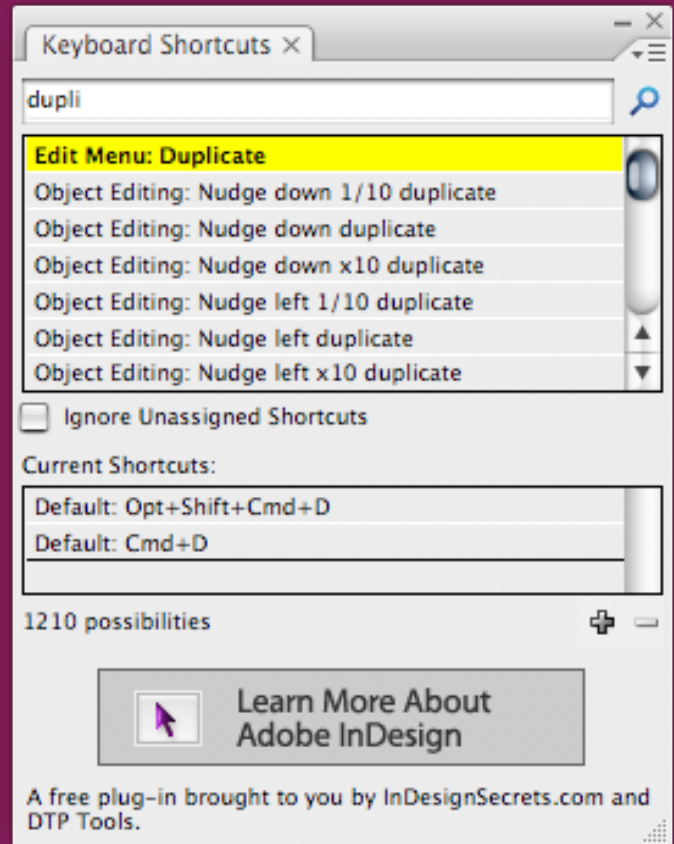 Keyboard Shortcuts ×
dupli
Edit Menu: Duplicate
Object Editing: Nudge down 1/10 duplicate
Object Editing: Nudge down duplicate
Object Editing: Nudge down x10 duplicate
Object Editing: Nudge left 1/10 duplicate
Object Editing: Nudge left duplicate
Object Editing: Nudge left x10 duplicate
Ignore Unassigned Shortcuts
Current Shortcuts:
Default: Opt+Shift+Cmd+D
Default: Cmd+D
1210 possibilities
Learn More About
Adobe InDesign
A free plug-in brought to you by InDesignSecrets.com and
DTP Tools.